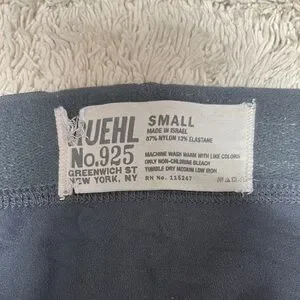 RUEHL
No.925
GREENWICH ST
NEW YORK, NY
SMALL
MADE IN ISRAEL
87% NYLON 13% ELASTANE
MACHINE WASH WARM WITH LIKE COLORS
ONLY NON-CHLORINE BLEACH
TUMBLE DRY MEDIUM LOW IRON
RN No. 115247